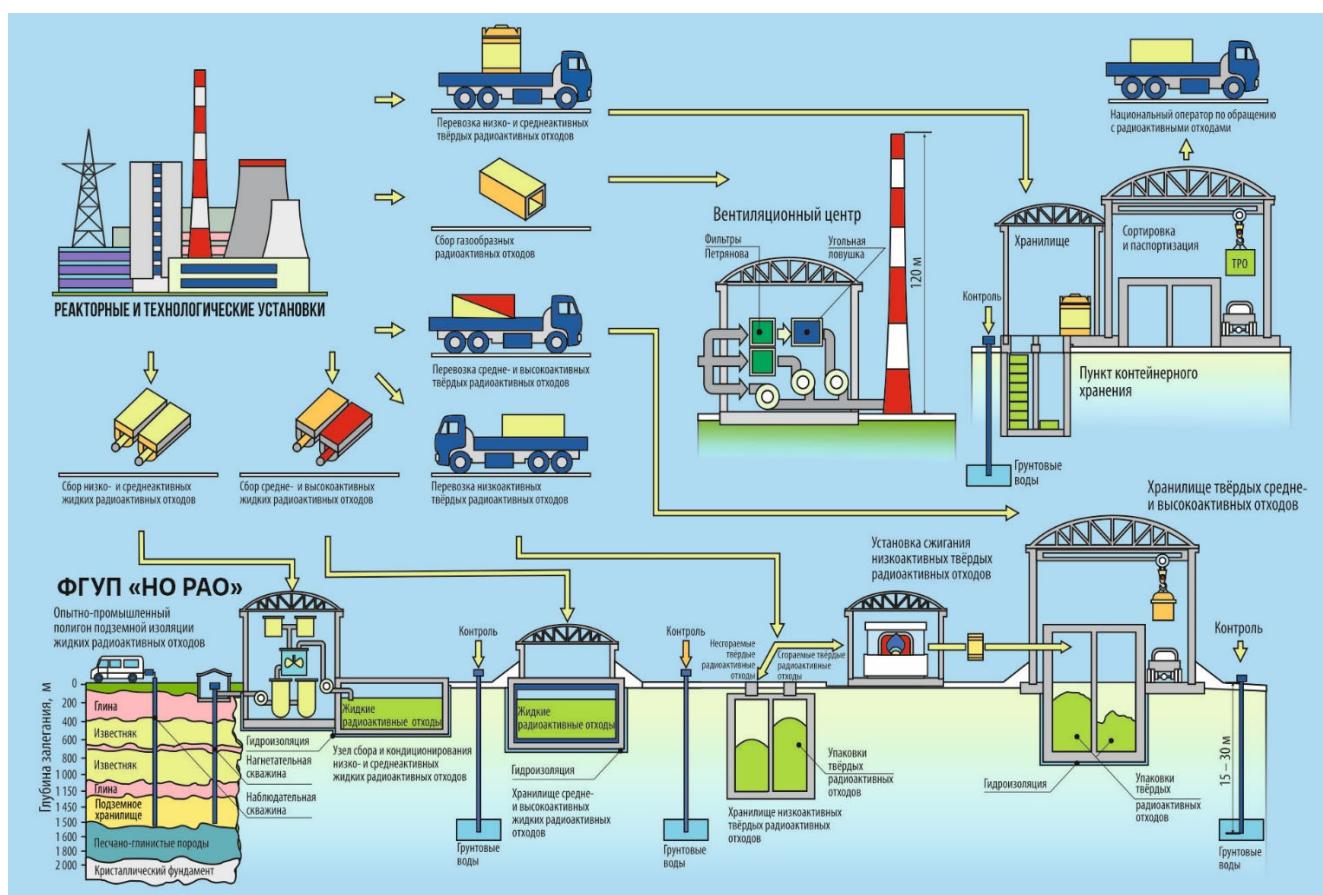 Перевозка низко- и среднеактивных
твёрдых радиоактивных отходов
Национальный оператор по обращению
с радиоактивными отходами
РЕАКТОРНЫЕ И ТЕХНОЛОГИЧЕСКИЕ УСТАНОВКИ
Сбор газообразных
радиоактивных отходов
Вентиляционный центр
Фильтры
Петрянова
Угольная
ловушка
120 м
Хранилище
Сортировка
и паспортизация
ТРО
Контроль
Пункт контейнерного
хранения
Грунтовые
воды
Перевозка средне- и высокоактивных
твёрдых радиоактивных отходов
Сбор низко- и среднеактивных
жидких радиоактивных отходов
Сбор средне- и высокоактивных
жидких радиоактивных отходов
Перевозка низкоактивных
твёрдых радиоактивных отходов
Хранилище твёрдых средне-
и высокоактивных отходов
Установка сжигания
низкоактивных твёрдых
радиоактивных отходов
ФГУП «НО РАО»
Опытно-промышленный
полигон подземной изоляции
жидких радиоактивных отходов
Глубина залегания, м
0
200
400
600
800
1 000
1 150
1 450
1 500
1 600
1 800
2 000
Глина
Известняк
Известняк
Глина
Подземное
хранилище
Песчано-глинистые породы
Кристаллический фундамент
Гидроизоляция
Нагнетательная
скважина
Наблюдательная
скважина
Жидкие
радиоактивные отходы
Узел сбора и кондиционирования
низко- и среднеактивных
жидких радиоактивных отходов
Контроль
Грунтовые
воды
Жидкие
радиоактивные отходы
Гидроизоляция
Хранилище средне-
и высокоактивных
жидких радиоактивных
отходов
Контроль
Грунтовые
воды
Несгораемые
твёрдые
радиоактивные
отходы
Сгораемые твёрдые
радиоактивные
отходы
Упаковки
твёрдых
радиоактивных
отходов
Хранилище низкоактивных
твёрдых радиоактивных
отходов
Гидроизоляция
Упаковки
твёрдых
радиоактивных
отходов
Контроль
15 – 30 м
Грунтовые
воды